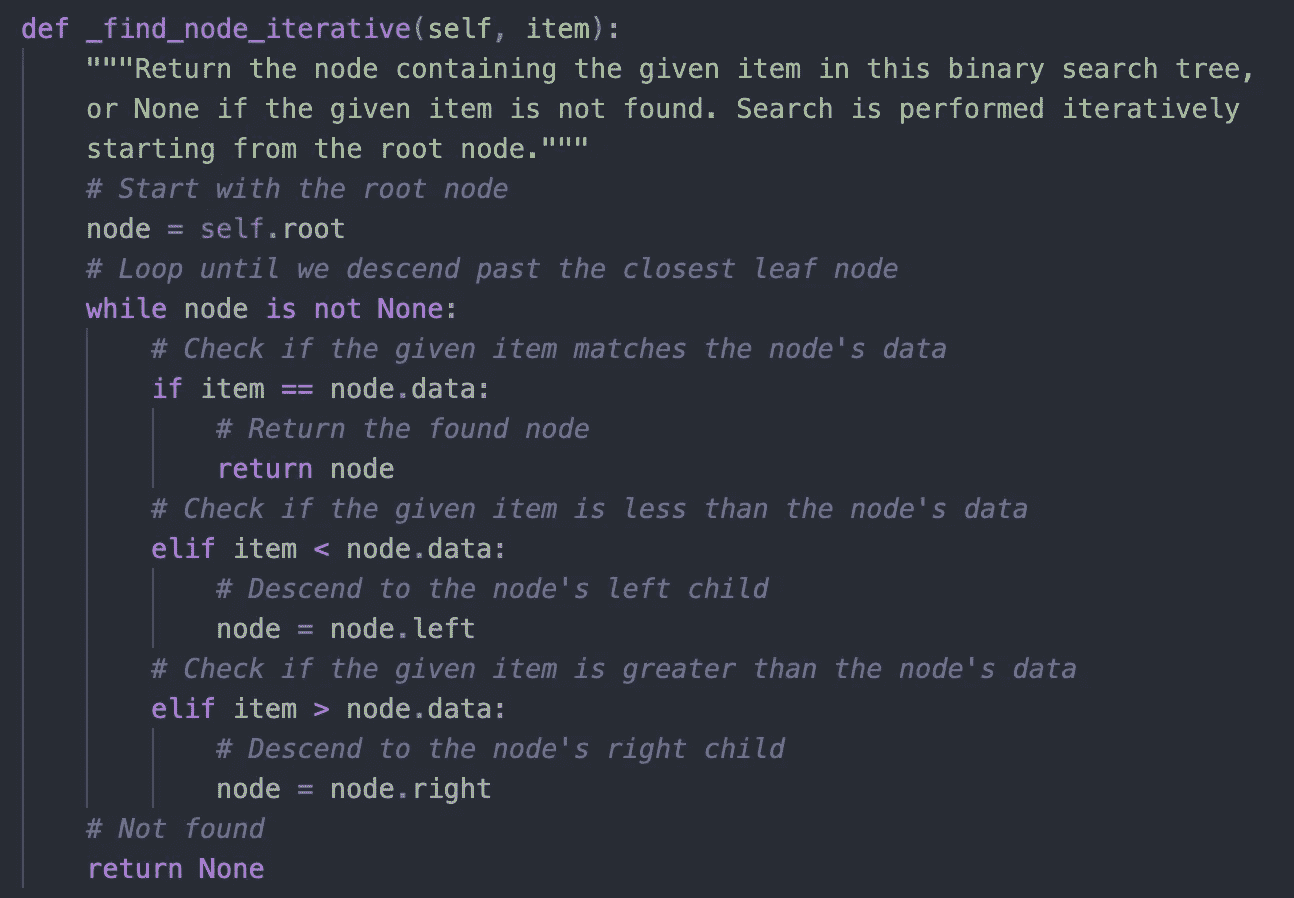 def _find_node_iterative(self, item):
    """Return the node containing the given item in this binary search tree,
    or None if the given item is not found. Search is performed iteratively
    starting from the root node."""
    # Start with the root node
    node = self.root
    # Loop until we descend past the closest leaf node
    while node is not None:
        # Check if the given item matches the node's data
        if item == node.data:
            # Return the found node
            return node
        # Check if the given item is less than the node's data
        elif item < node.data:
            # Descend to the node's left child
            node = node.left
        # Check if the given item is greater than the node's data
        elif item > node.data:
            # Descend to the node's right child
            node = node.right
    # Not found
    return None